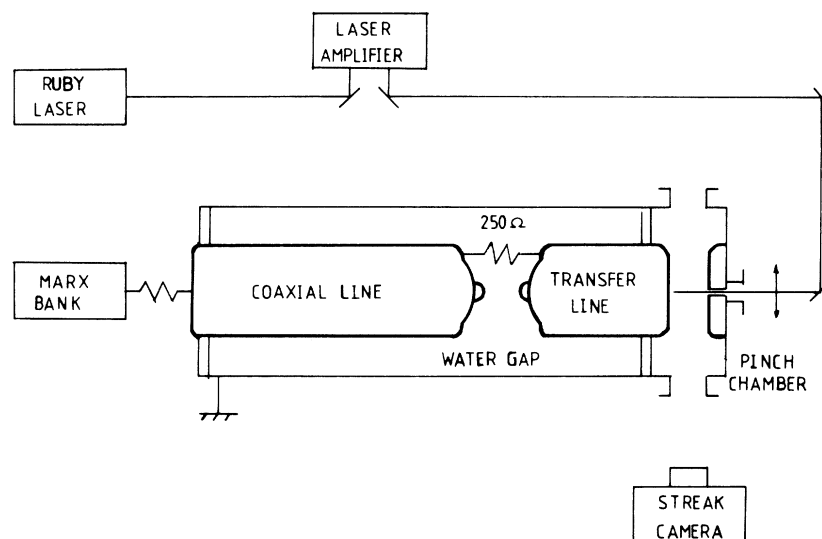 LASER
AMPLIFIER
RUBY
LASER
250Ω
MARX
BANK
COAXIAL LINE
TRANSFER
LINE
WATER GAP
PINCH
CHAMBER
STREAK
CAMERA